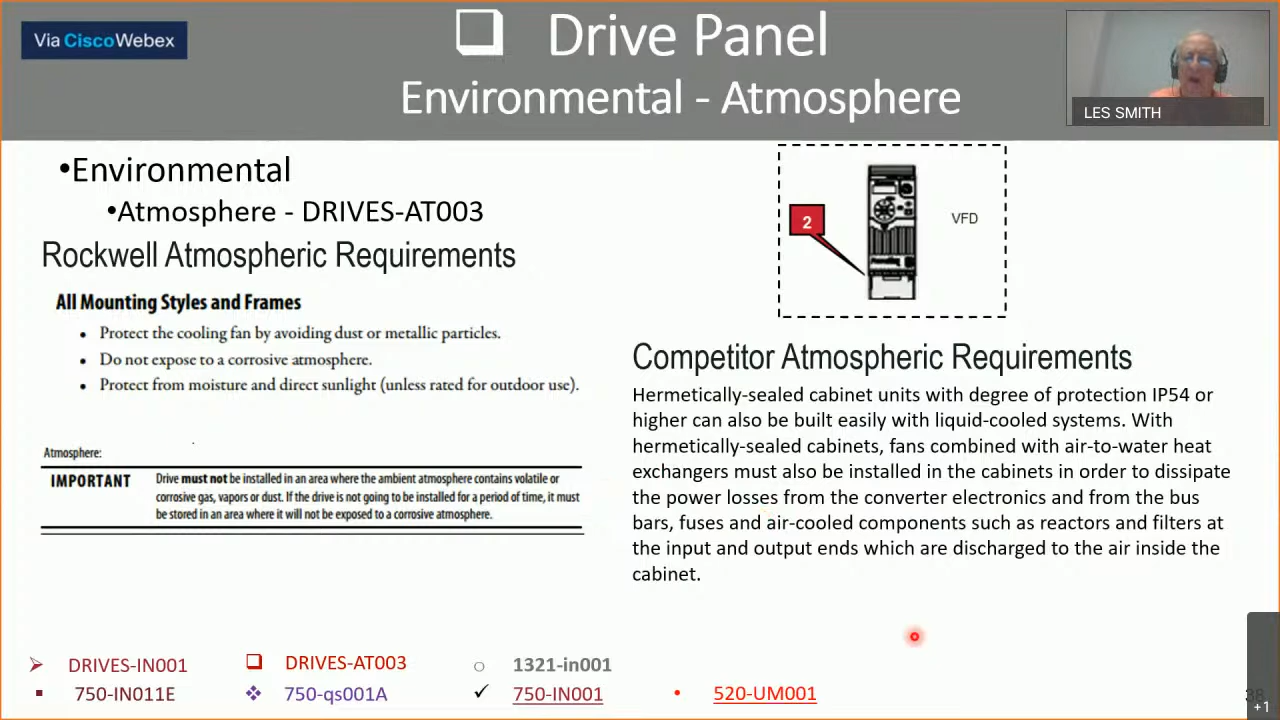 Via CiscoWebex
❑ Drive Panel
Environmental - Atmosphere
LES SMITH
•Environmental
•Atmosphere - DRIVES-AT003
Rockwell Atmospheric Requirements
All Mounting Styles and Frames
• Protect the cooling fan by avoiding dust or metallic particles.
• Do not expose to a corrosive atmosphere.
• Protect from moisture and direct sunlight (unless rated for outdoor use).
Atmosphere:
IMPORTANT Drive must not be installed in an area where the ambient atmosphere contains volatile or
corrosive gas, vapors or dust. If the drive is not going to be installed for a period of time, it must
be stored in an area where it will not be exposed to a corrosive atmosphere.
2
VFD
Competitor Atmospheric Requirements
Hermetically-sealed cabinet units with degree of protection IP54 or
higher can also be built easily with liquid-cooled systems. With
hermetically-sealed cabinets, fans combined with air-to-water heat
exchangers must also be installed in the cabinets in order to dissipate
the power losses from the converter electronics and from the bus
bars, fuses and air-cooled components such as reactors and filters at
the input and output ends which are discharged to the air inside the
cabinet.
➢ DRIVES-IN001 ❑ DRIVES-AT003 ○ 1321-in001
▪ 750-IN011E ❖ 750-qs001A ✓ 750-IN001 • 520-UM001
38
+1